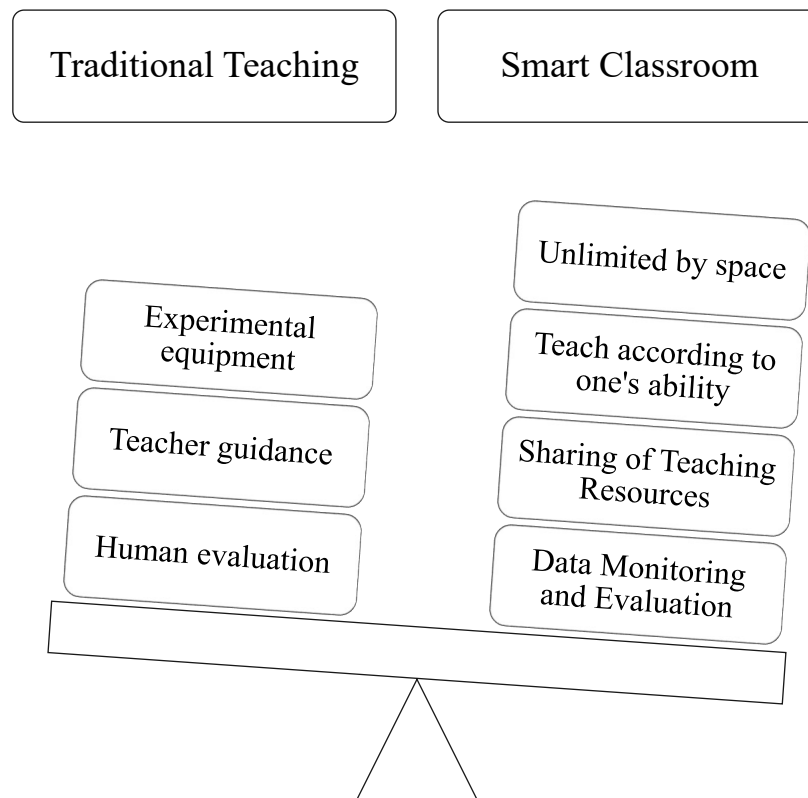 Traditional Teaching
Smart Classroom
Experimental
equipment
Teacher guidance
Human evaluation
Unlimited by space
Teach according to
one's ability
Sharing of Teaching
Resources
Data Monitoring
and Evaluation